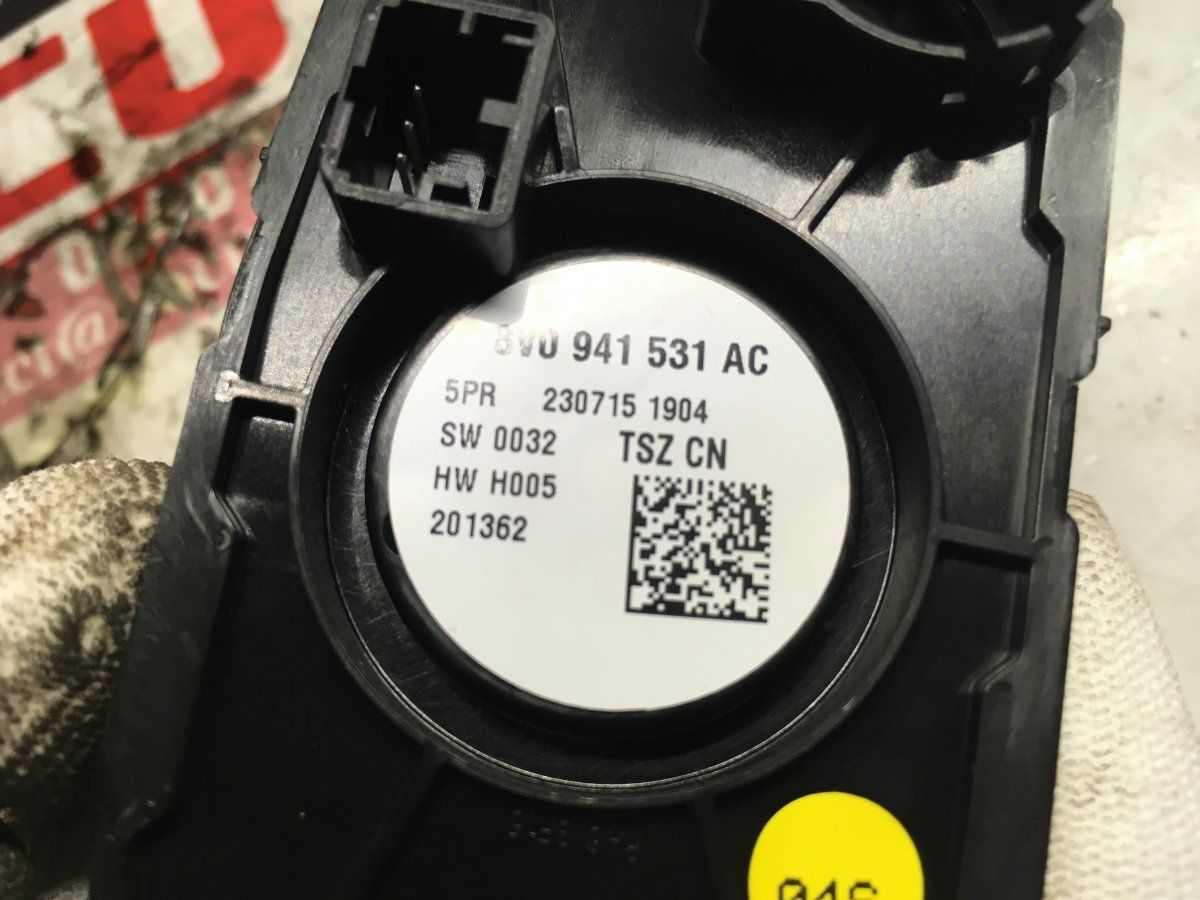 8V0 941 531 AC
5PR 230715 1904
SW 0032 TSZ CN
HW H005
201362